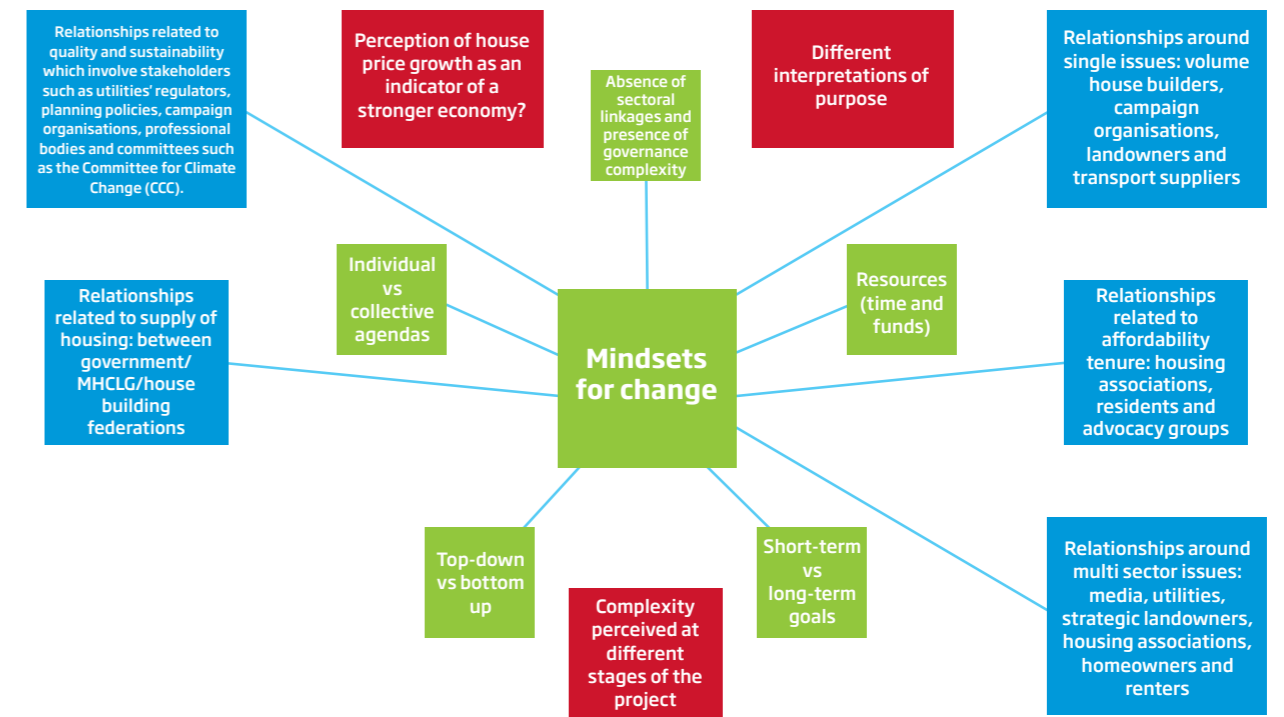 Relationships related to
quality and sustainability
which involve stakeholders
such as utilities' regulators,
planning policies, campaign
organisations, professional
bodies and committees such
as the Committee for Climate
Change (CCC).
Perception of house
price growth as an
indicator of a
stronger economy?
Absence of
sectoral
linkages and
presence of
governance
complexity
Different
interpretations of
purpose
Relationships around
single issues: volume
house builders,
campaign
organisations,
landowners and
transport suppliers
Individual
vs
collective
agendas
Resources
(time and
funds)
Relationships
related to supply of
housing: between
government/
MHCLG/house
building
federations
Mindsets
for change
Relationships
related to
affordability
tenure: housing
associations,
residents and
advocacy groups
Top-down
vs bottom
up
Complexity
perceived at
different
stages of the
project
Short-term
vs
long-term
goals
Relationships around
multi sector issues:
media, utilities,
strategic landowners,
housing associations,
homeowners and
renters